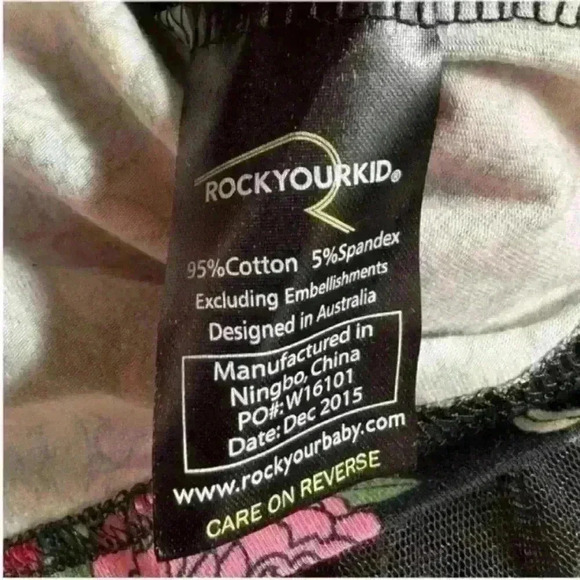 ROCKYOURKID®
95%Cotton 5%Spandex
Excluding Embellishments
Designed in Australia
Manufactured in
Ningbo, China
PO#: W16101
Date: Dec 2015
www.rockyourbaby.com
CARE ON REVERSE